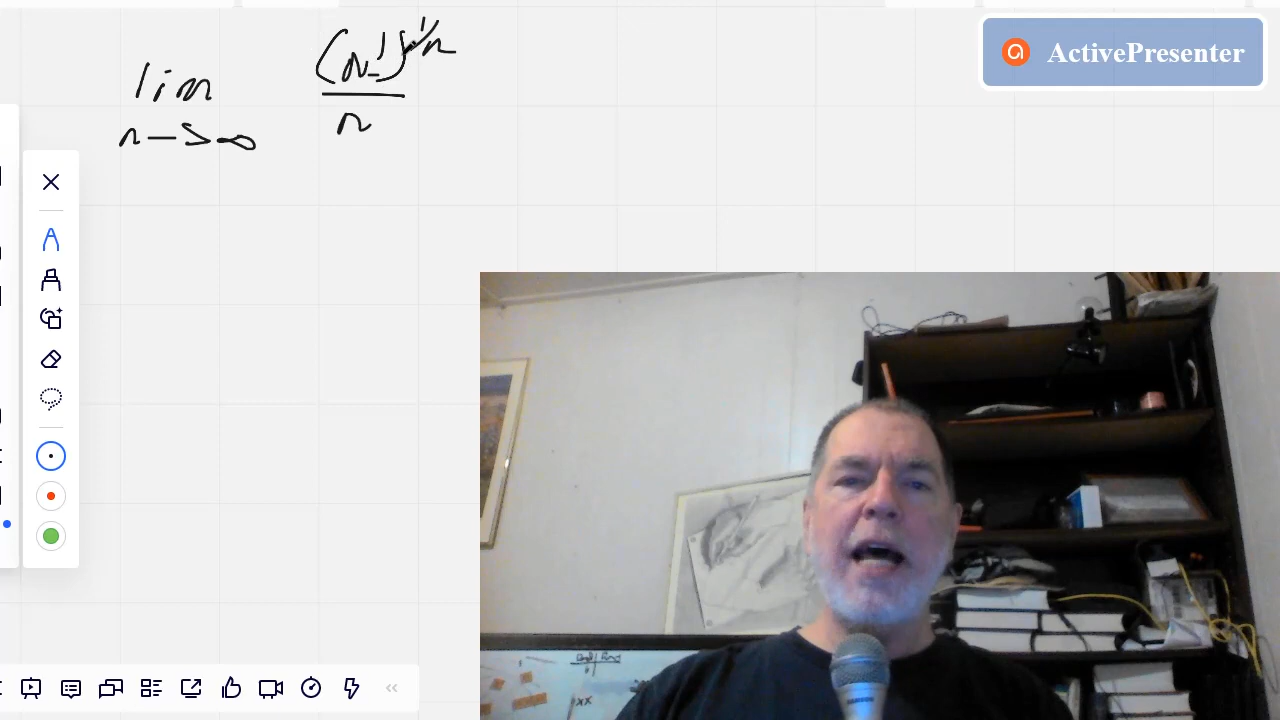 lim (n!)^1/n
n->∞ n
ActivePresenter